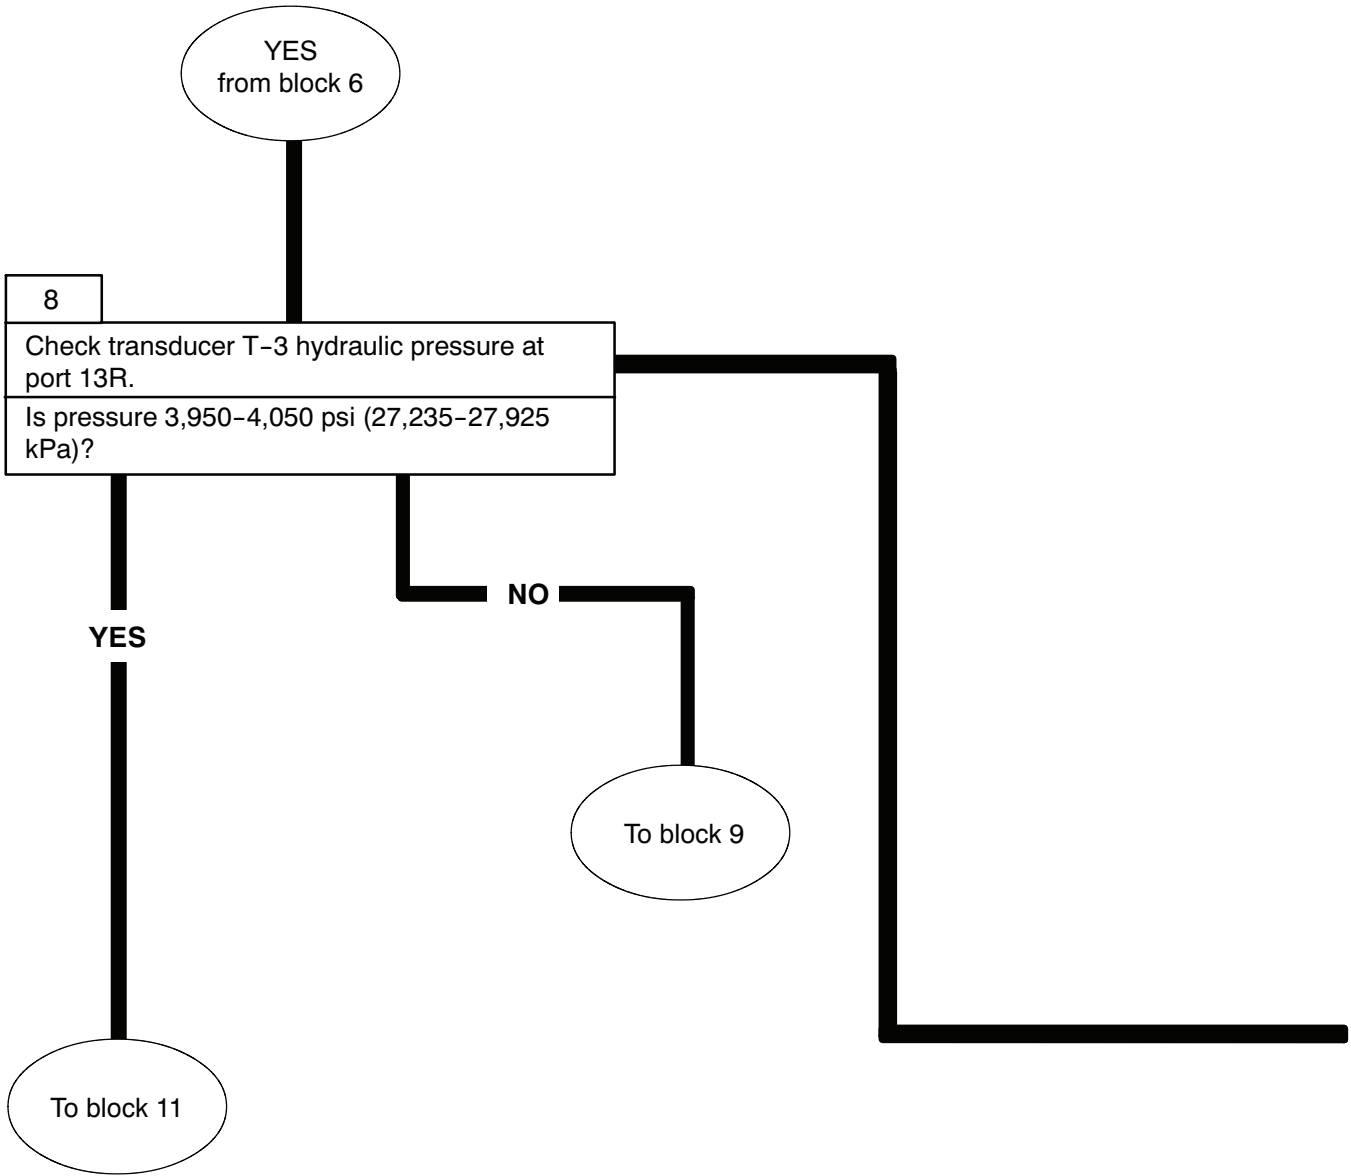 YES
from block 6
8
Check transducer T-3 hydraulic pressure at
port 13R.
Is pressure 3,950-4,050 psi (27,235-27,925
kPa)?
NO
YES
To block 9
To block 11